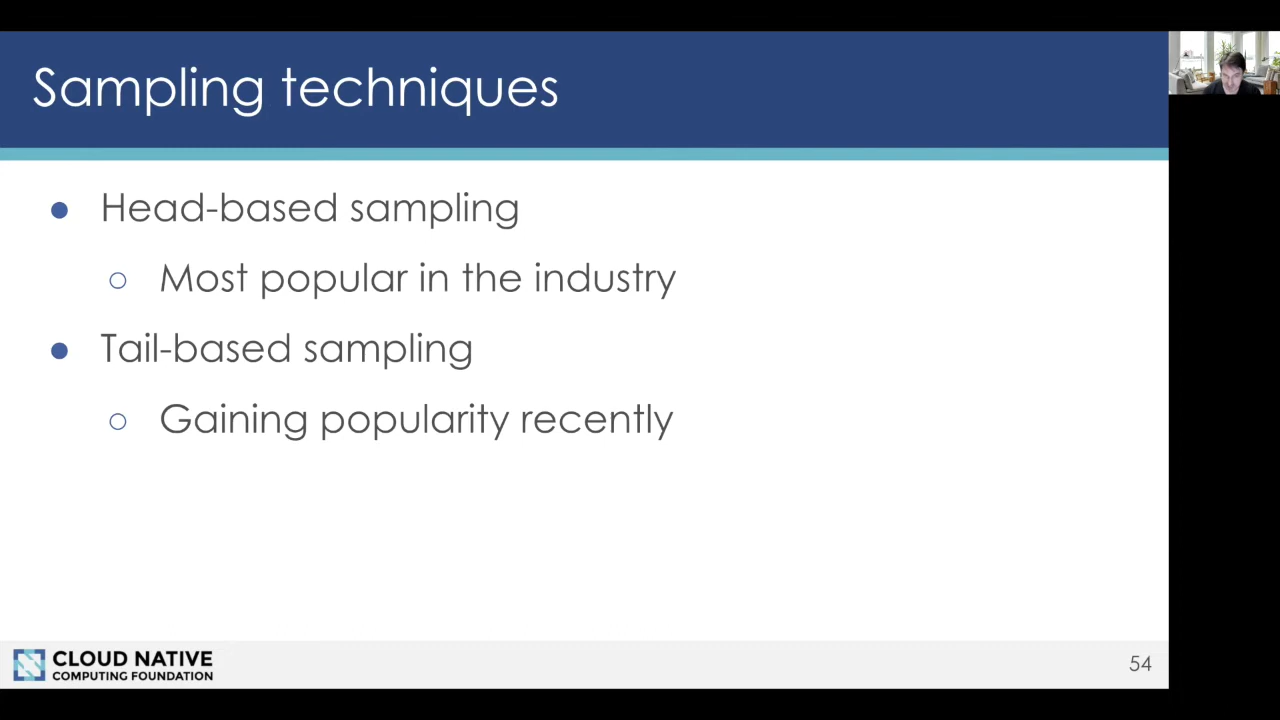 Sampling techniques
● Head-based sampling
○ Most popular in the industry
● Tail-based sampling
○ Gaining popularity recently
CLOUD NATIVE
COMPUTING FOUNDATION
54